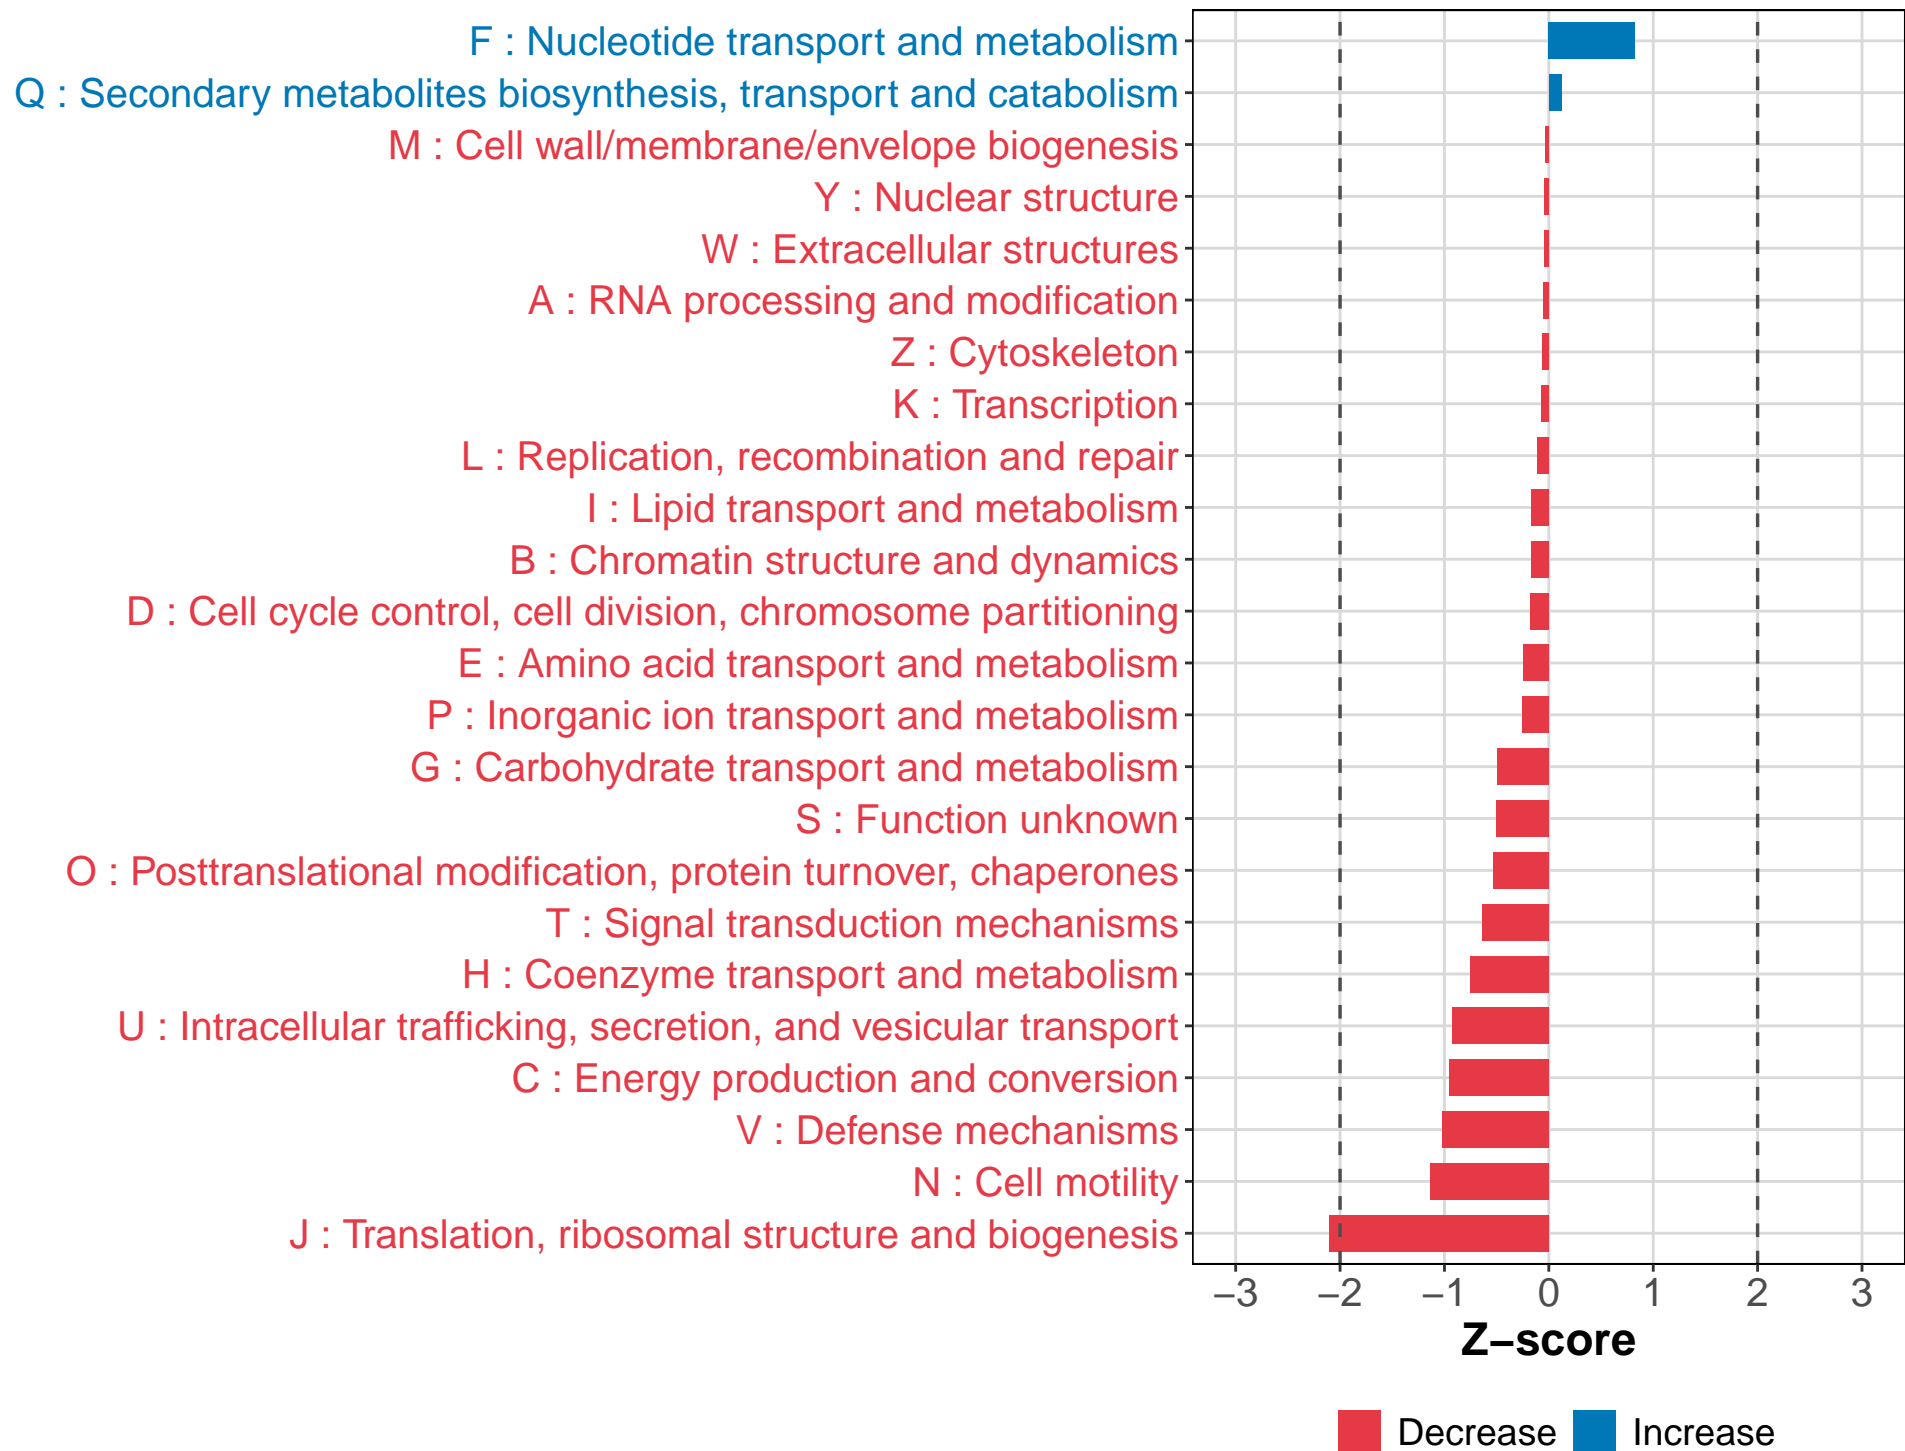 F : Nucleotide transport and metabolism
Q : Secondary metabolites biosynthesis, transport and catabolism
M : Cell wall/membrane/envelope biogenesis
Y : Nuclear structure
W : Extracellular structures
A : RNA processing and modification
Z : Cytoskeleton
K : Transcription
L : Replication, recombination and repair
I : Lipid transport and metabolism
B : Chromatin structure and dynamics
D : Cell cycle control, cell division, chromosome partitioning
E : Amino acid transport and metabolism
P : Inorganic ion transport and metabolism
G : Carbohydrate transport and metabolism
S : Function unknown
O : Posttranslational modification, protein turnover, chaperones
T : Signal transduction mechanisms
H : Coenzyme transport and metabolism
U : Intracellular trafficking, secretion, and vesicular transport
C : Energy production and conversion
V : Defense mechanisms
N : Cell motility
J : Translation, ribosomal structure and biogenesis
−3 −2 −1 0 1 2 3
Z−score
Decrease Increase